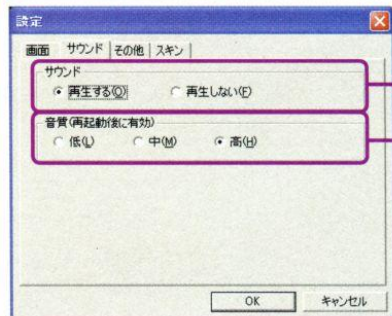 設定
画面 サウンド その他 スキン
サウンド
再生する(O) 再生しない(F)
音質(再起動後に有効)
低(L) 中(M) 高(H)
OK キャンセル